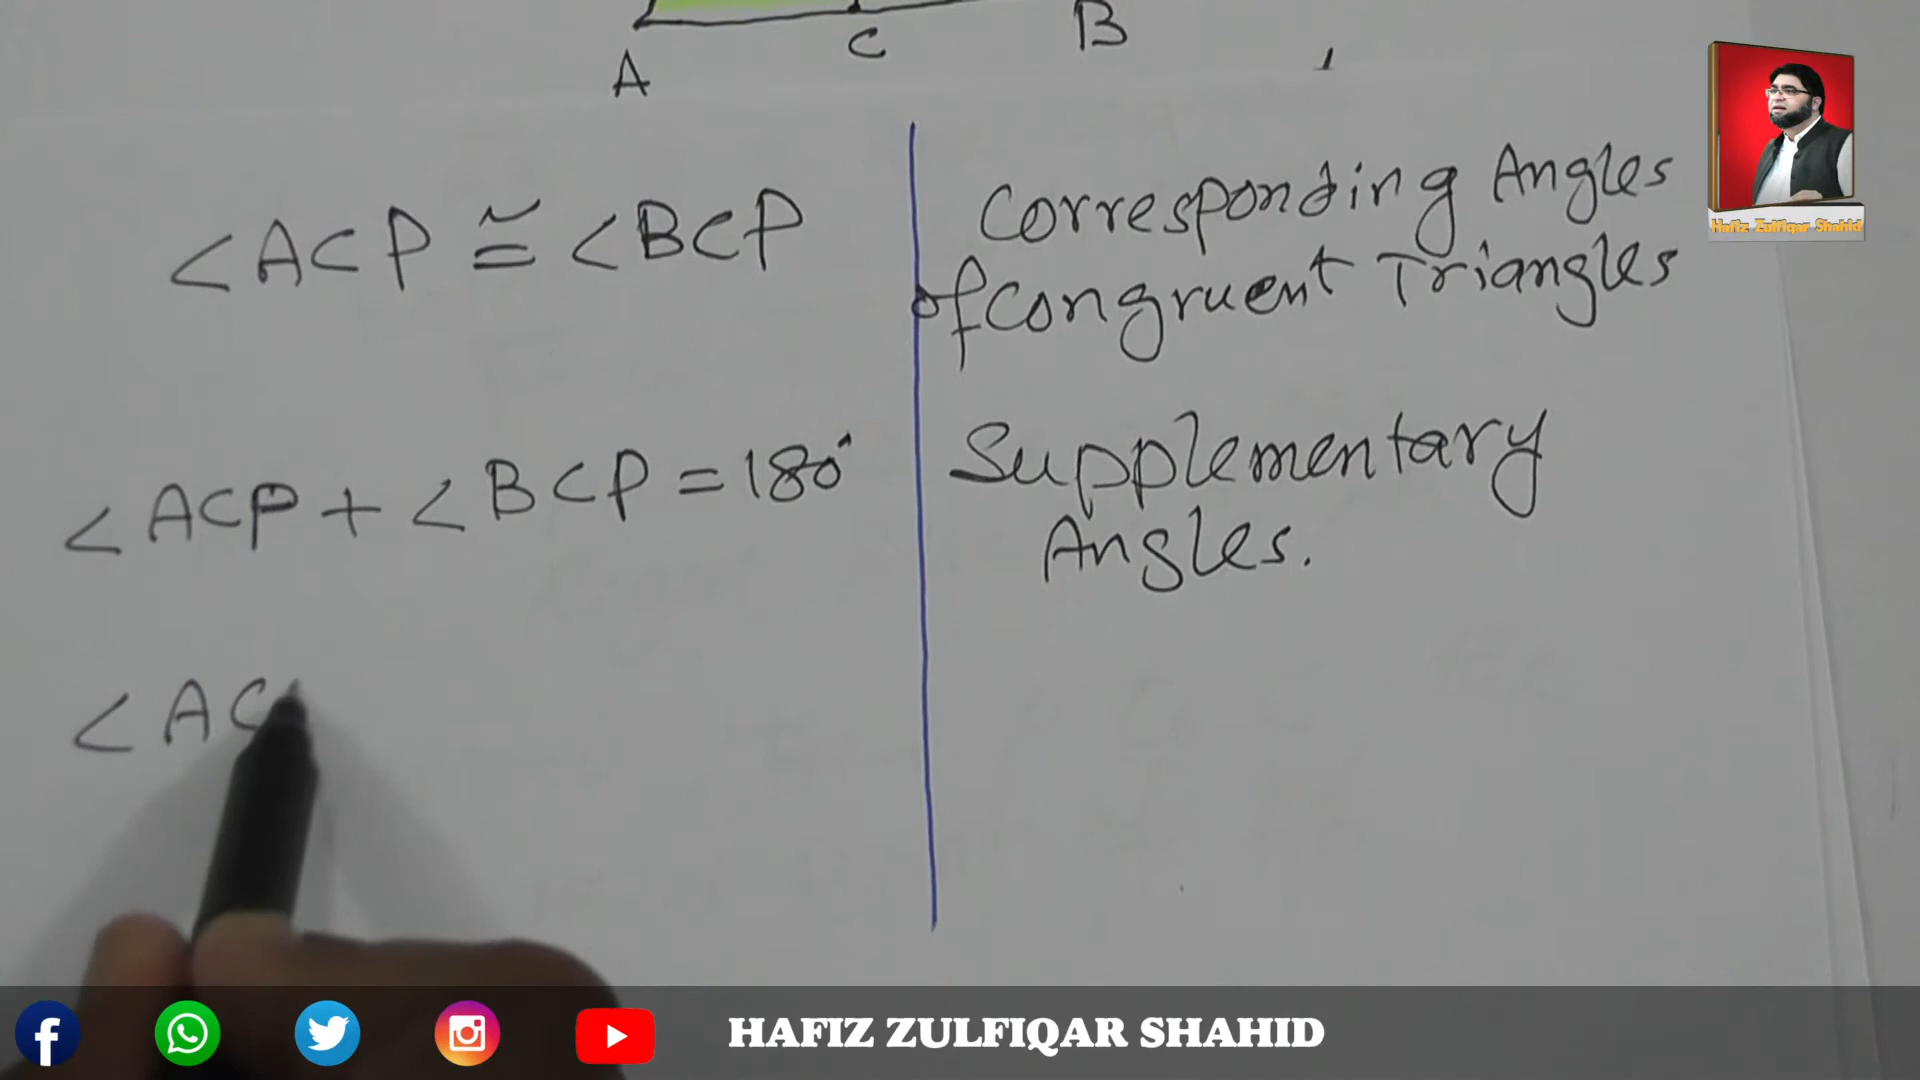 A
C
B
<ACP ≅ <BCP
Corresponding Angles
of congruent Triangles
<ACP + <BCP = 180°
Supplementary
Angles.
<AC
Hafiz Zulfiqar Shahid
HAFIZ ZULFIQAR SHAHID